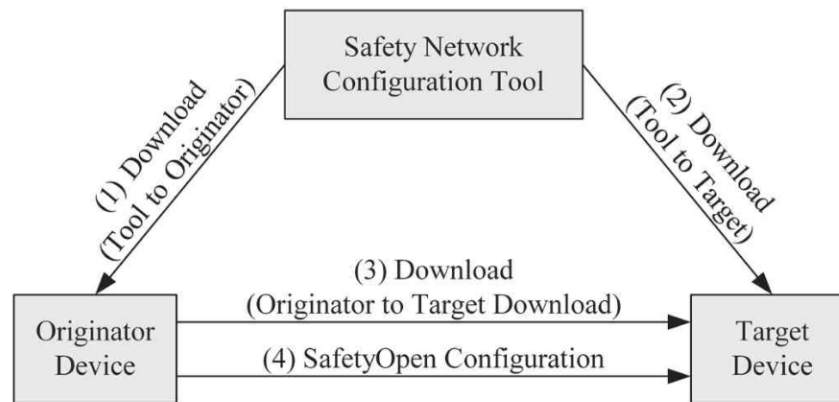 Safety Network
Configuration Tool
(1) Download
(Tool to Originator)
(2) Download
(Tool to Target)
(3) Download
(Originator to Target Download)
Originator
Device
(4) SafetyOpen Configuration
Target
Device